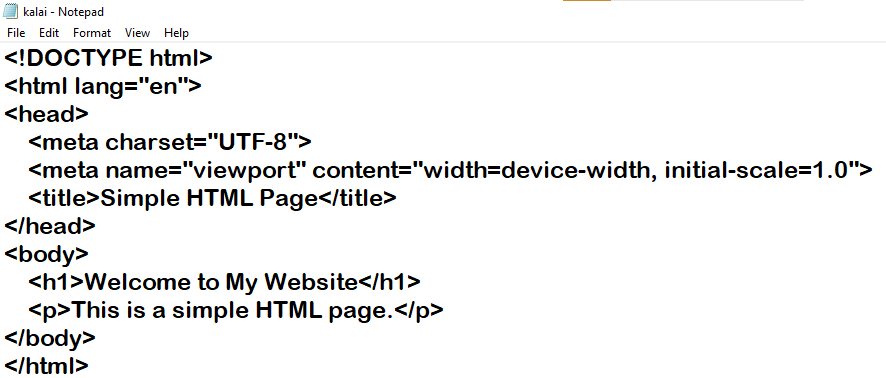 kalai - Notepad
File Edit Format View Help
<!DOCTYPE html>
<html lang="en">
<head>
    <meta charset="UTF-8">
    <meta name="viewport" content="width=device-width, initial-scale=1.0">
    <title>Simple HTML Page</title>
</head>
<body>
    <h1>Welcome to My Website</h1>
    <p>This is a simple HTML page.</p>
</body>
</html>